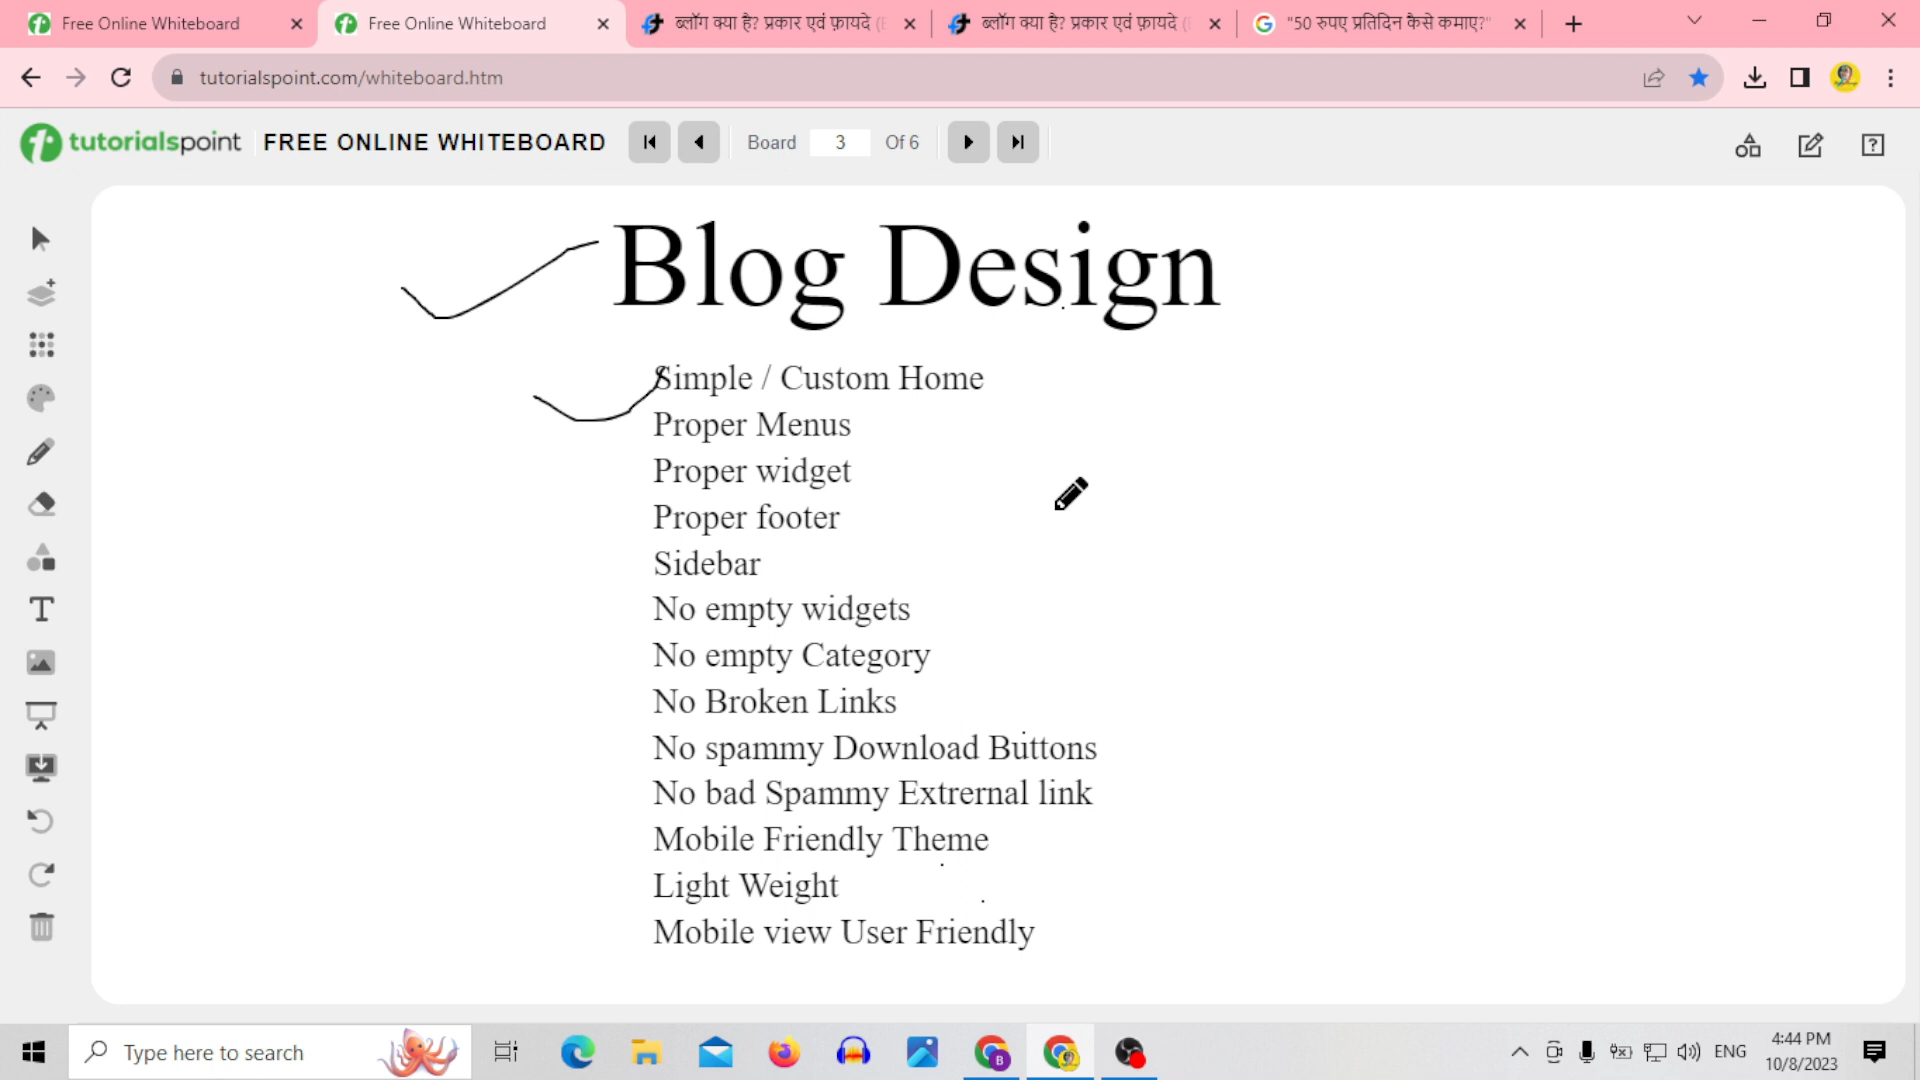 Free Online Whiteboard
Free Online Whiteboard
ब्लॉग क्या है? प्रकार एवं फ़ायदे (
ब्लॉग क्या है? प्रकार एवं फ़ायदे (
"50 रुपए प्रतिदिन कैसे कमाए?"
tutorialspoint.com/whiteboard.htm
tutorialspoint FREE ONLINE WHITEBOARD Board 3 Of 6
Blog Design
Simple / Custom Home
Proper Menus
Proper widget
Proper footer
Sidebar
No empty widgets
No empty Category
No Broken Links
No spammy Download Buttons
No bad Spammy Extrernal link
Mobile Friendly Theme
Light Weight
Mobile view User Friendly
Type here to search
ENG
4:44 PM
10/8/2023